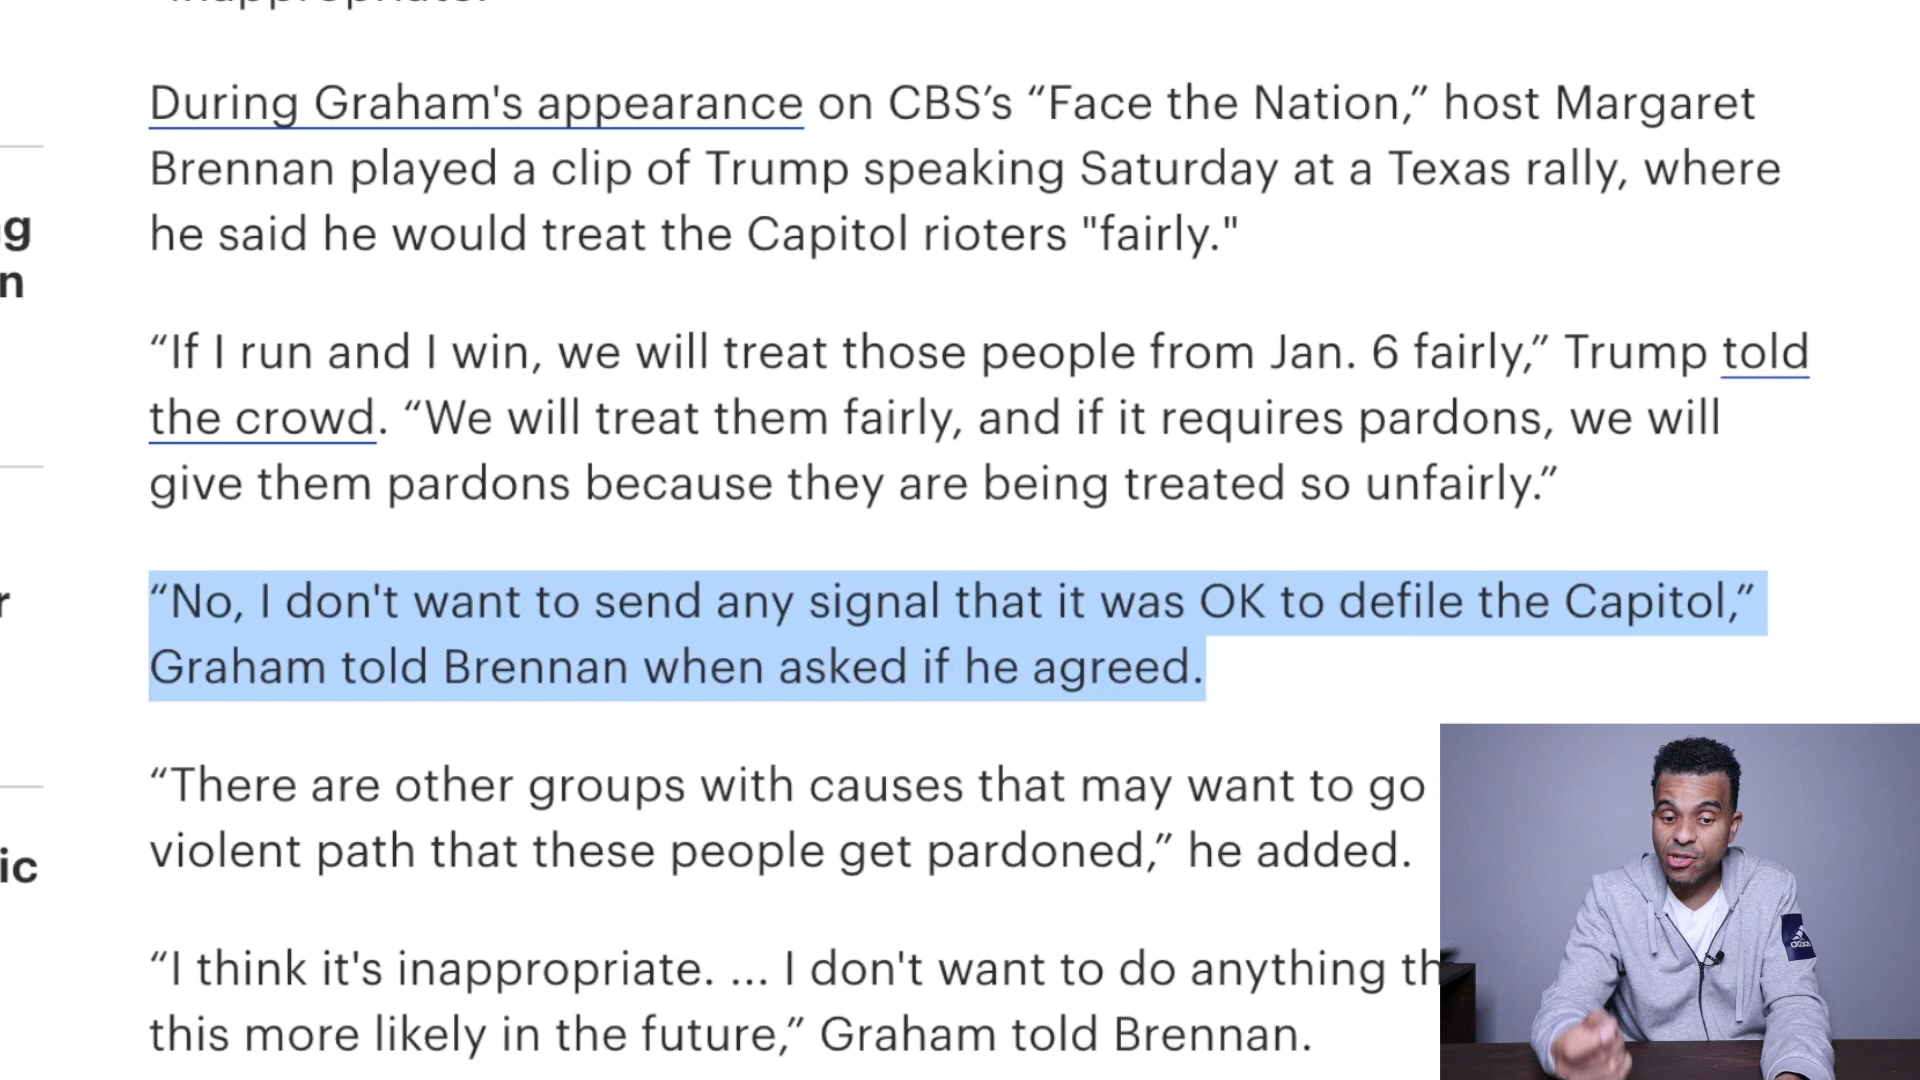 During Graham's appearance on CBS’s “Face the Nation,” host Margaret
Brennan played a clip of Trump speaking Saturday at a Texas rally, where
he said he would treat the Capitol rioters "fairly."
“If I run and I win, we will treat those people from Jan. 6 fairly,” Trump told
the crowd. “We will treat them fairly, and if it requires pardons, we will
give them pardons because they are being treated so unfairly.”
“No, I don't want to send any signal that it was OK to defile the Capitol,”
Graham told Brennan when asked if he agreed.
“There are other groups with causes that may want to go
violent path that these people get pardoned,” he added.
“I think it's inappropriate. ... I don't want to do anything th
this more likely in the future,” Graham told Brennan.
g
n
r
ic
adidas